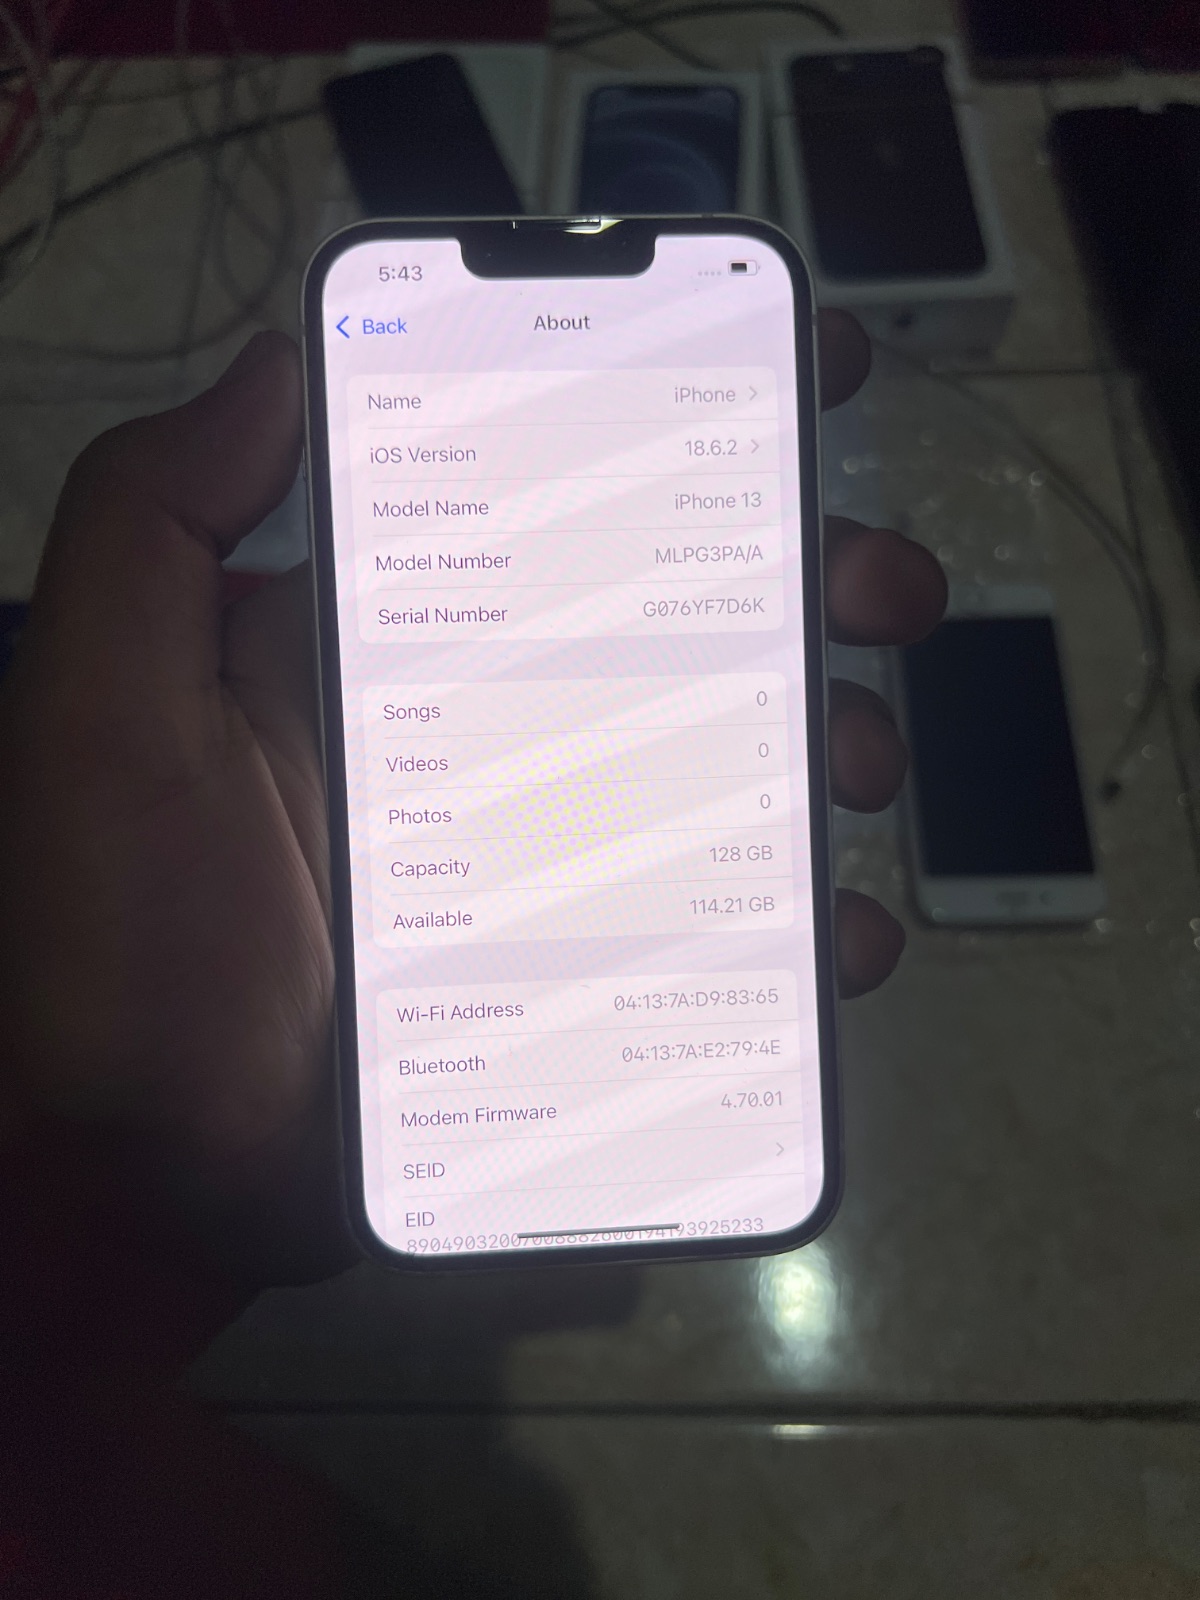 5:43
Back About
Name iPhone
iOS Version 18.6.2
Model Name iPhone 13
Model Number MLPG3PA/A
Serial Number G076YF7D6K
Songs 0
Videos 0
Photos 0
Capacity 128 GB
Available 114.21 GB
Wi-Fi Address 04:13:7A:D9:83:65
Bluetooth 04:13:7A:E2:79:4E
Modem Firmware 4.70.01
SEID
EID